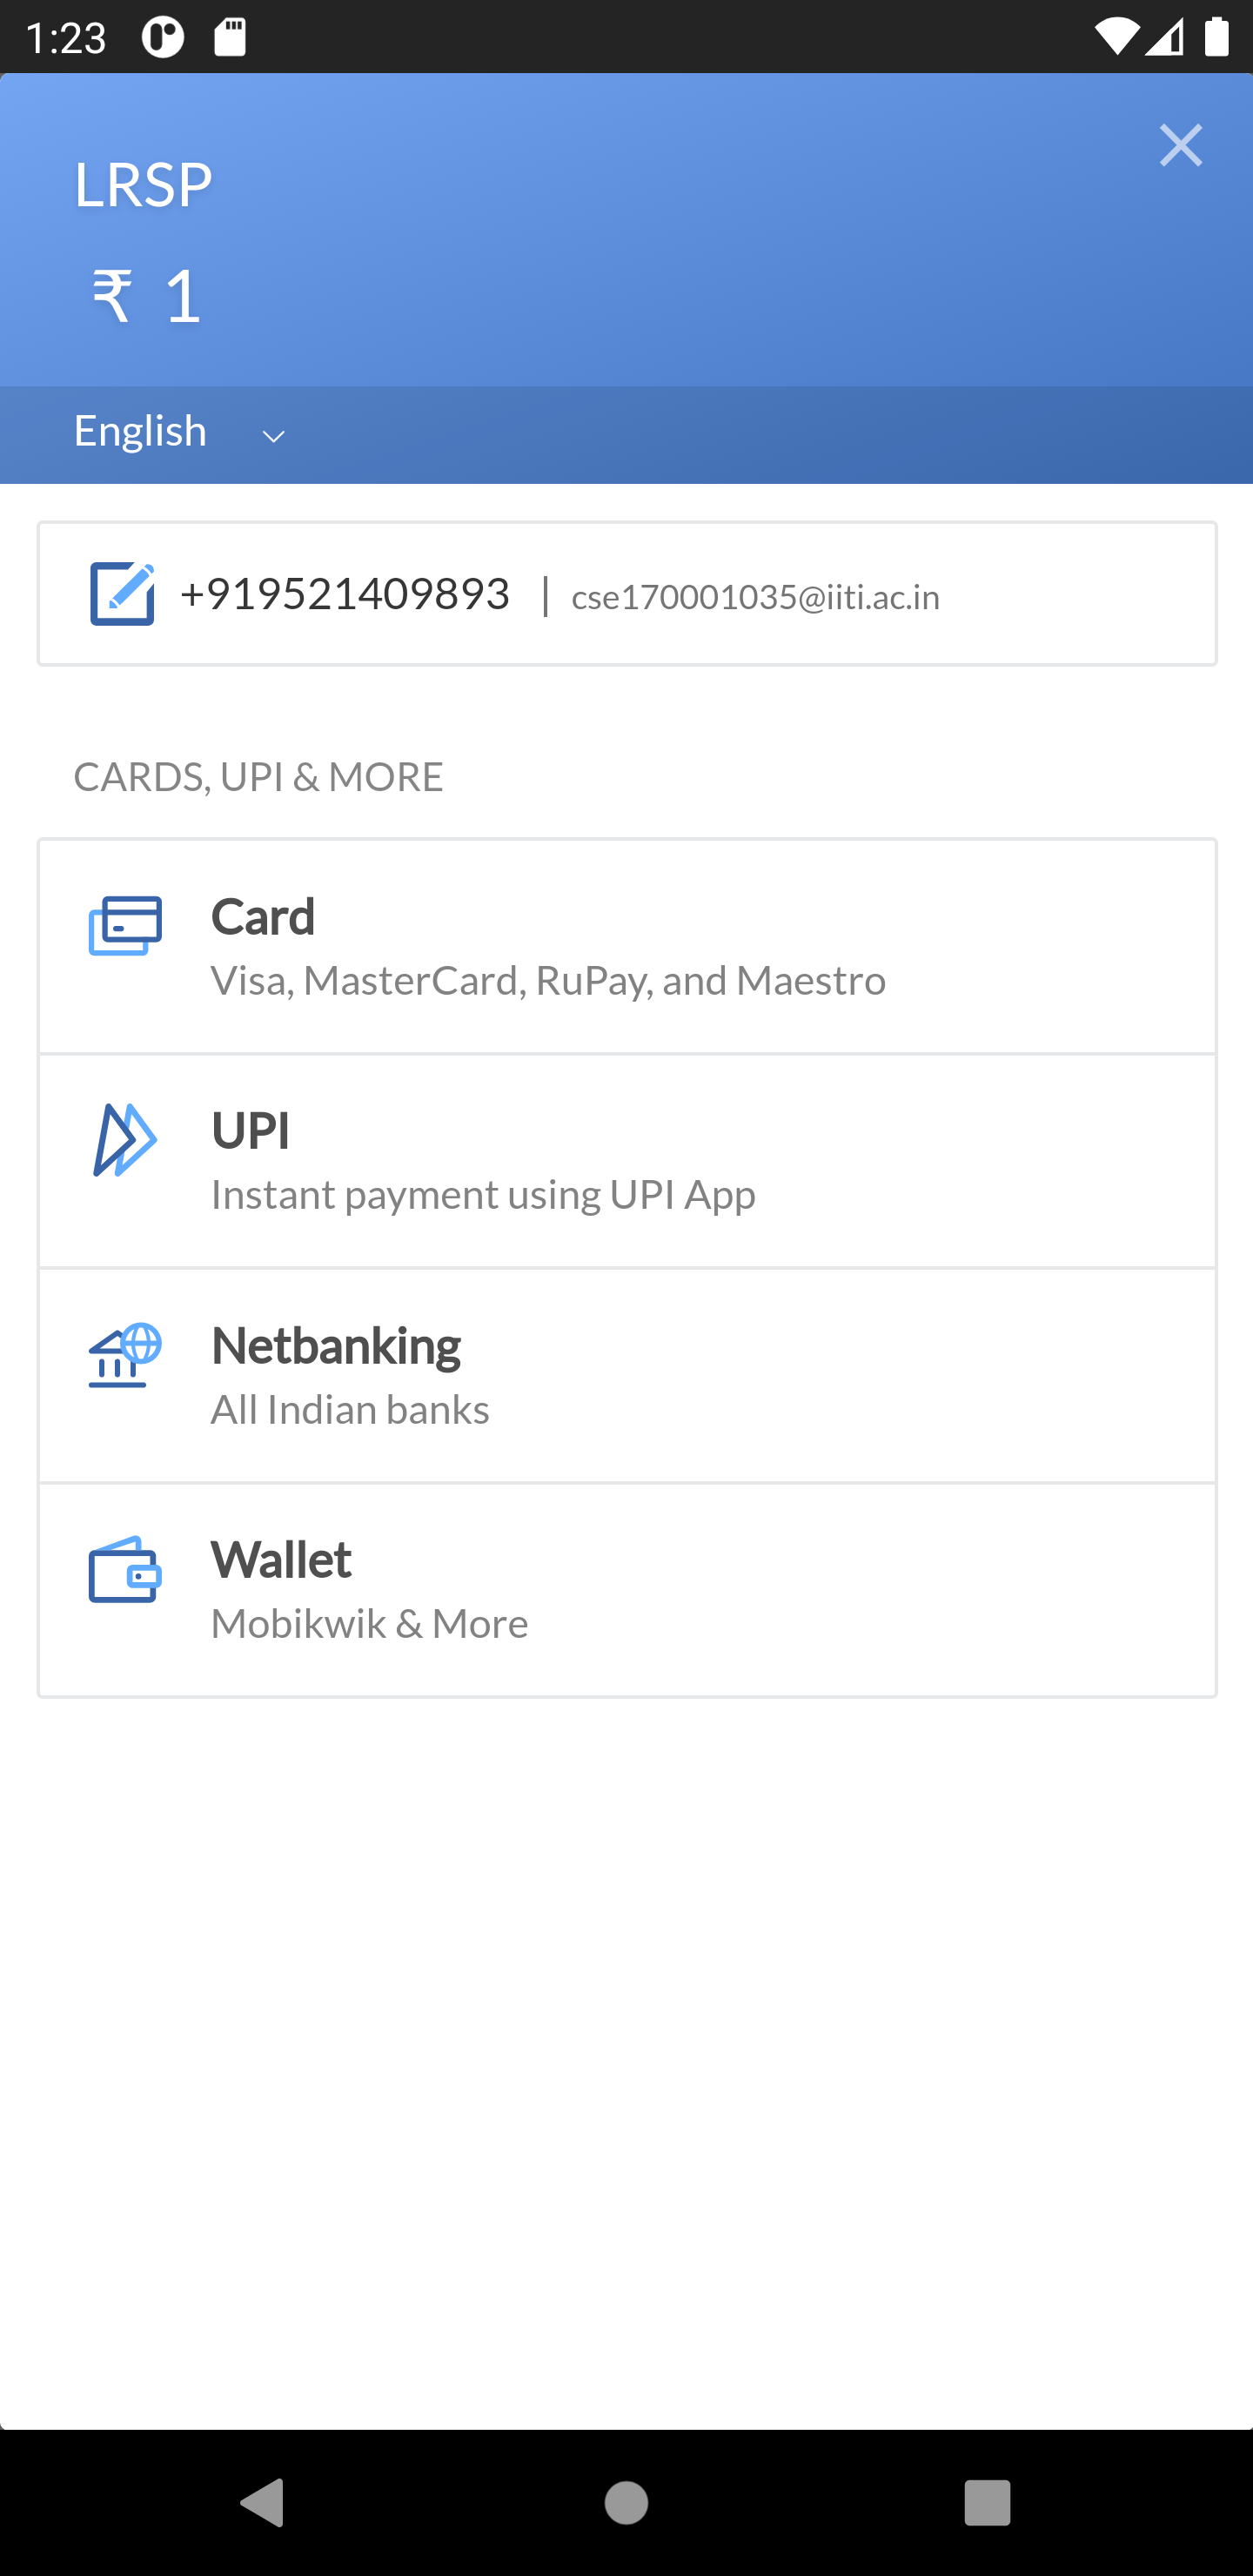 1:23
LRSP
₹ 1
English
+919521409893 | cse170001035@iiti.ac.in
CARDS, UPI & MORE
Card
Visa, MasterCard, RuPay, and Maestro
UPI
Instant payment using UPI App
Netbanking
All Indian banks
Wallet
Mobikwik & More